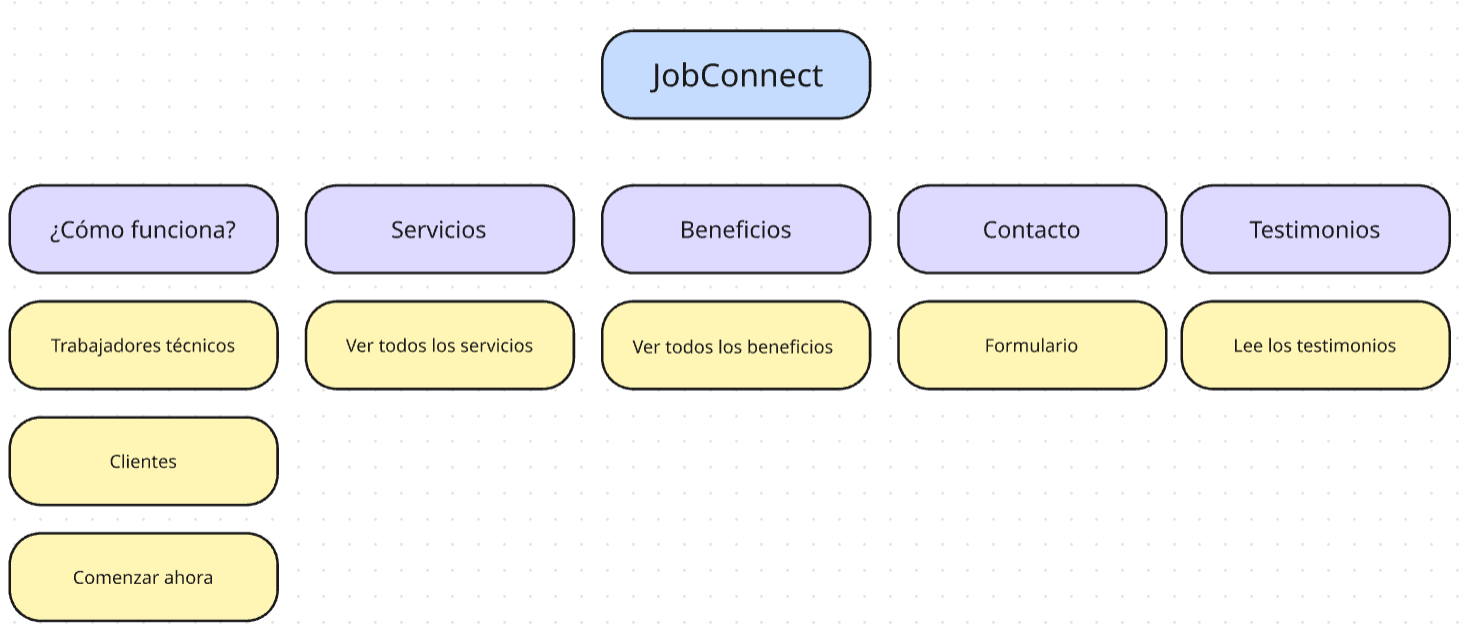 JobConnect
¿Cómo funciona?
Servicios
Beneficios
Contacto
Testimonios
Trabajadores técnicos
Ver todos los servicios
Ver todos los beneficios
Formulario
Lee los testimonios
Clientes
Comenzar ahora